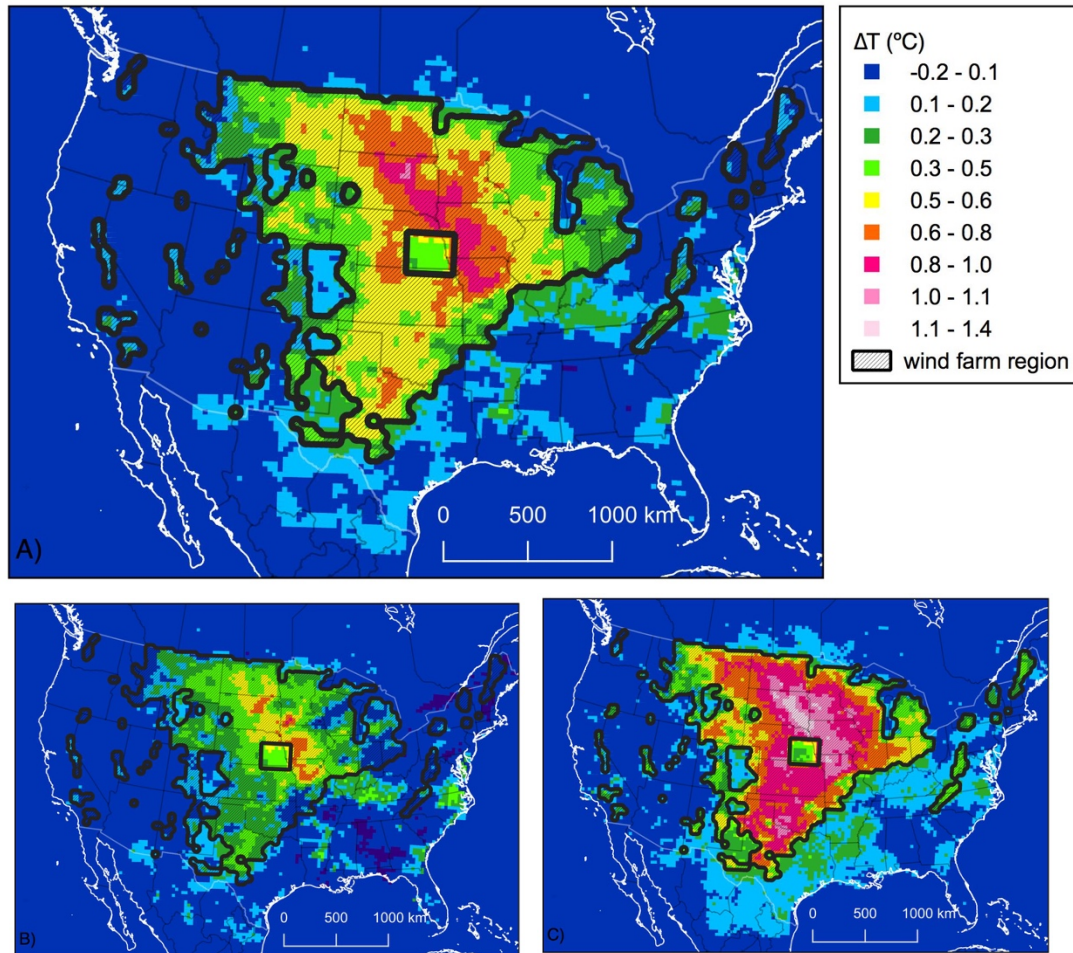 ΔT (ºC)
-0.2 - 0.1
0.1 - 0.2
0.2 - 0.3
0.3 - 0.5
0.5 - 0.6
0.6 - 0.8
0.8 - 1.0
1.0 - 1.1
1.1 - 1.4
wind farm region
0 500 1000 km
A)
0 500 1000 km
B)
0 500 1000 km
C)